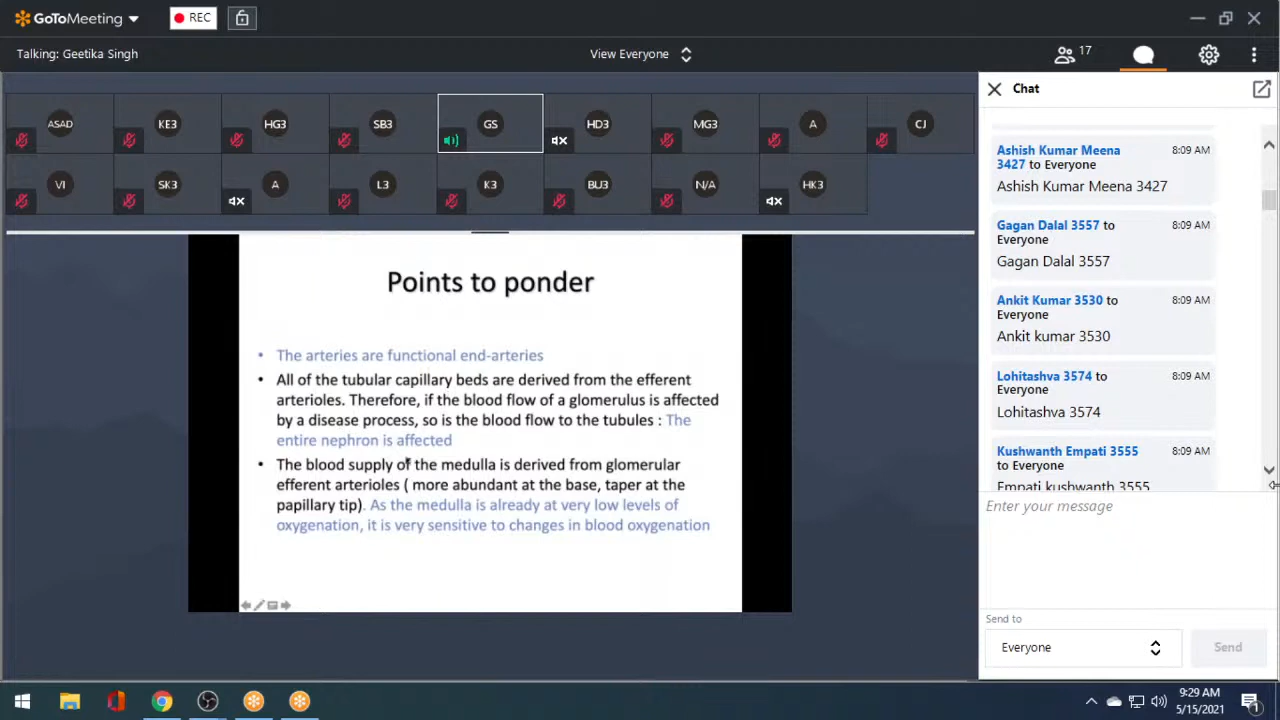 GoToMeeting
REC
Talking: Geetika Singh
View Everyone
17
Chat
ASAD
KE3
HG3
SB3
GS
HD3
MG3
A
CJ
VI
SK3
A
L3
K3
BU3
N/A
HK3
Points to ponder
• The arteries are functional end-arteries
• All of the tubular capillary beds are derived from the efferent
arterioles. Therefore, if the blood flow of a glomerulus is affected
by a disease process, so is the blood flow to the tubules : The
entire nephron is affected
• The blood supply of the medulla is derived from glomerular
efferent arterioles ( more abundant at the base, taper at the
papillary tip). As the medulla is already at very low levels of
oxygenation, it is very sensitive to changes in blood oxygenation
Ashish Kumar Meena 8:09 AM
3427 to Everyone
Ashish Kumar Meena 3427
Gagan Dalal 3557 to 8:09 AM
Everyone
Gagan Dalal 3557
Ankit Kumar 3530 to 8:09 AM
Everyone
Ankit kumar 3530
Lohitashva 3574 to 8:09 AM
Everyone
Lohitashva 3574
Kushwanth Empati 3555 8:09 AM
to Everyone
Empati kushwanth 3555
Enter your message
Send to
Everyone
Send
9:29 AM
5/15/2021
1